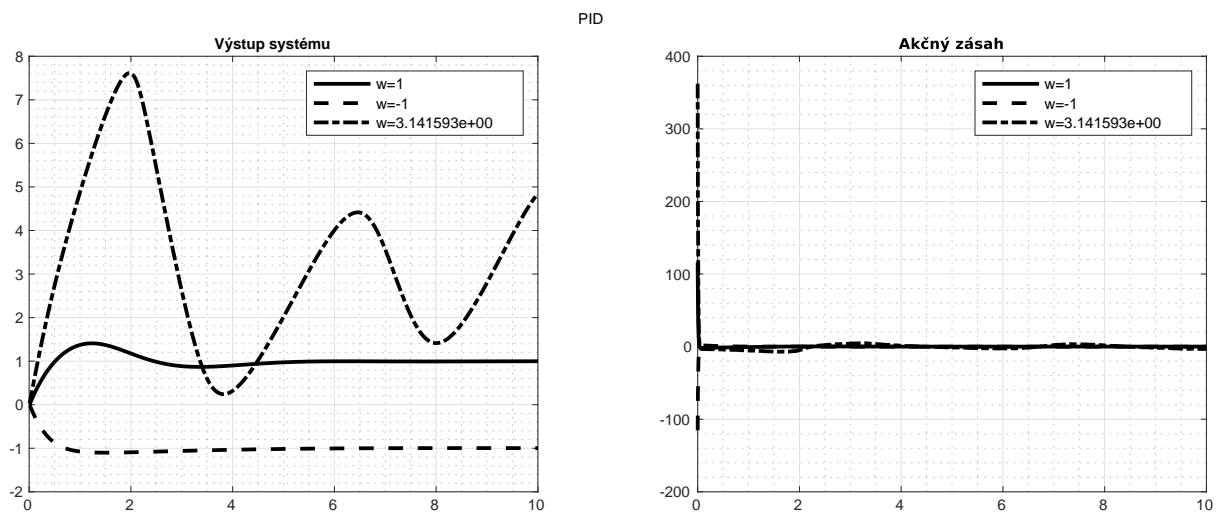 PID
Výstup systému
8
7
6
5
4
3
2
1
0
-1
-2
0 2 4 6 8 10
w=1
w=-1
w=3.141593e+00
Akčný zásah
400
300
200
100
0
-100
-200
0 2 4 6 8 10
w=1
w=-1
w=3.141593e+00